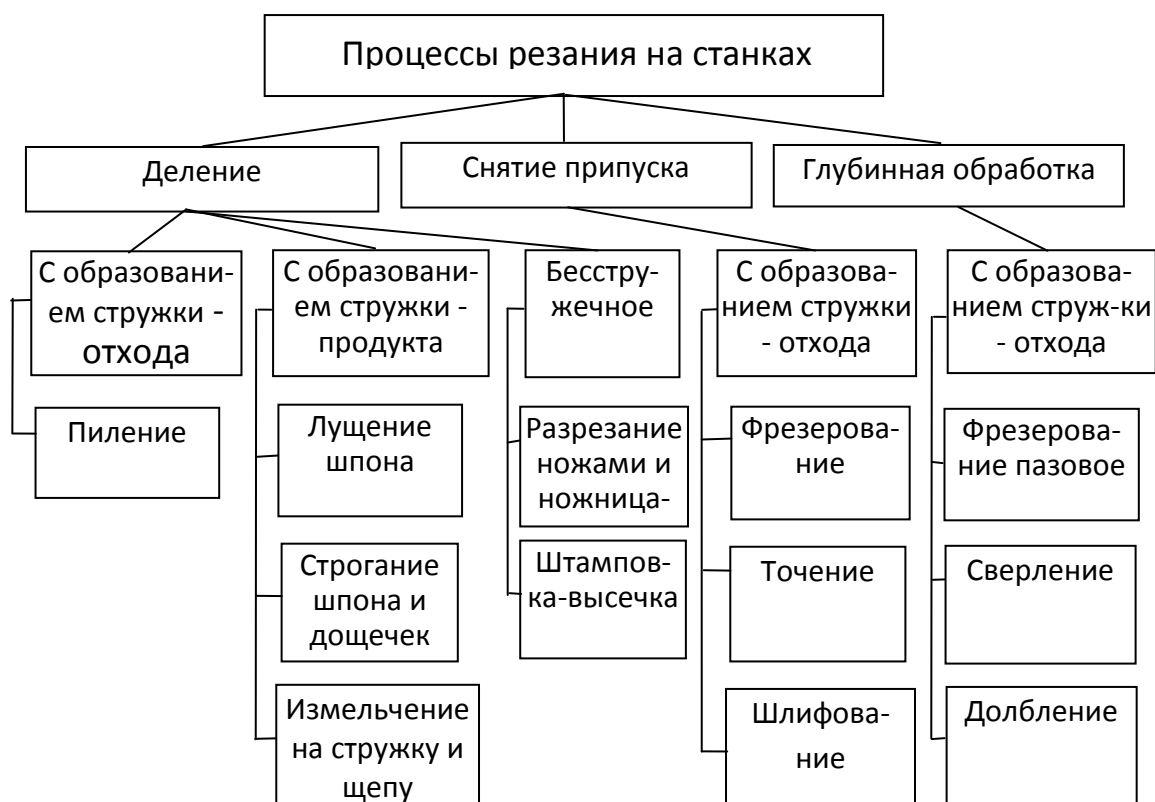 Процессы резания на станках
Деление
Снятие припуска
Глубинная обработка
С образовани-
ем стружки -
отхода
С образовани-
ем стружки -
продукта
Бесстру-
жечное
С образова-
нием стружки
- отхода
С образова-
нием струж-ки
- отхода
Пиление
Лущение
шпона
Разрезание
ножами и
ножница-
Фрезерова-
ние
Фрезерова-
ние пазовое
Строгание
шпона и
дощечек
Штампов-
ка-высечка
Точение
Сверление
Измельчение
на стружку и
щепу
Шлифова-
ние
Долбление